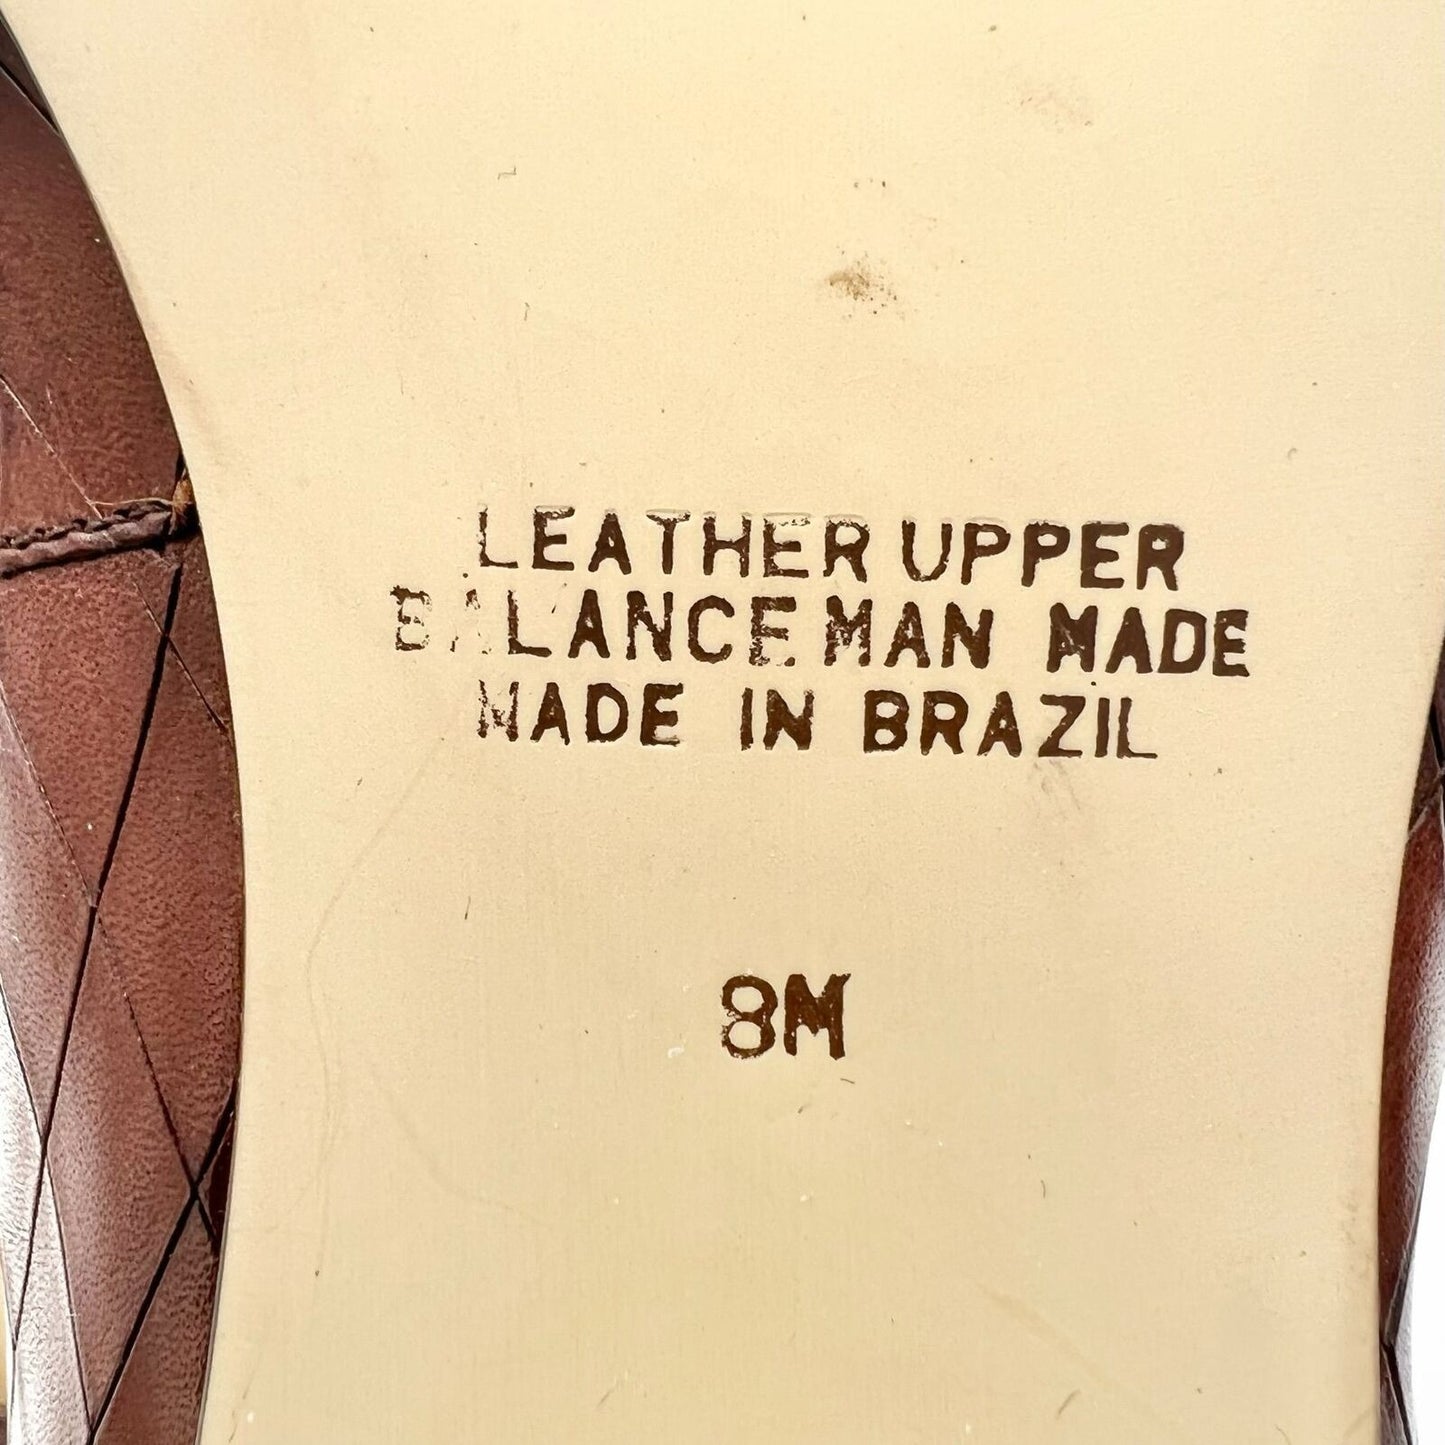 LEATHER UPPER
BALANCE MAN MADE
MADE IN BRAZIL
8M